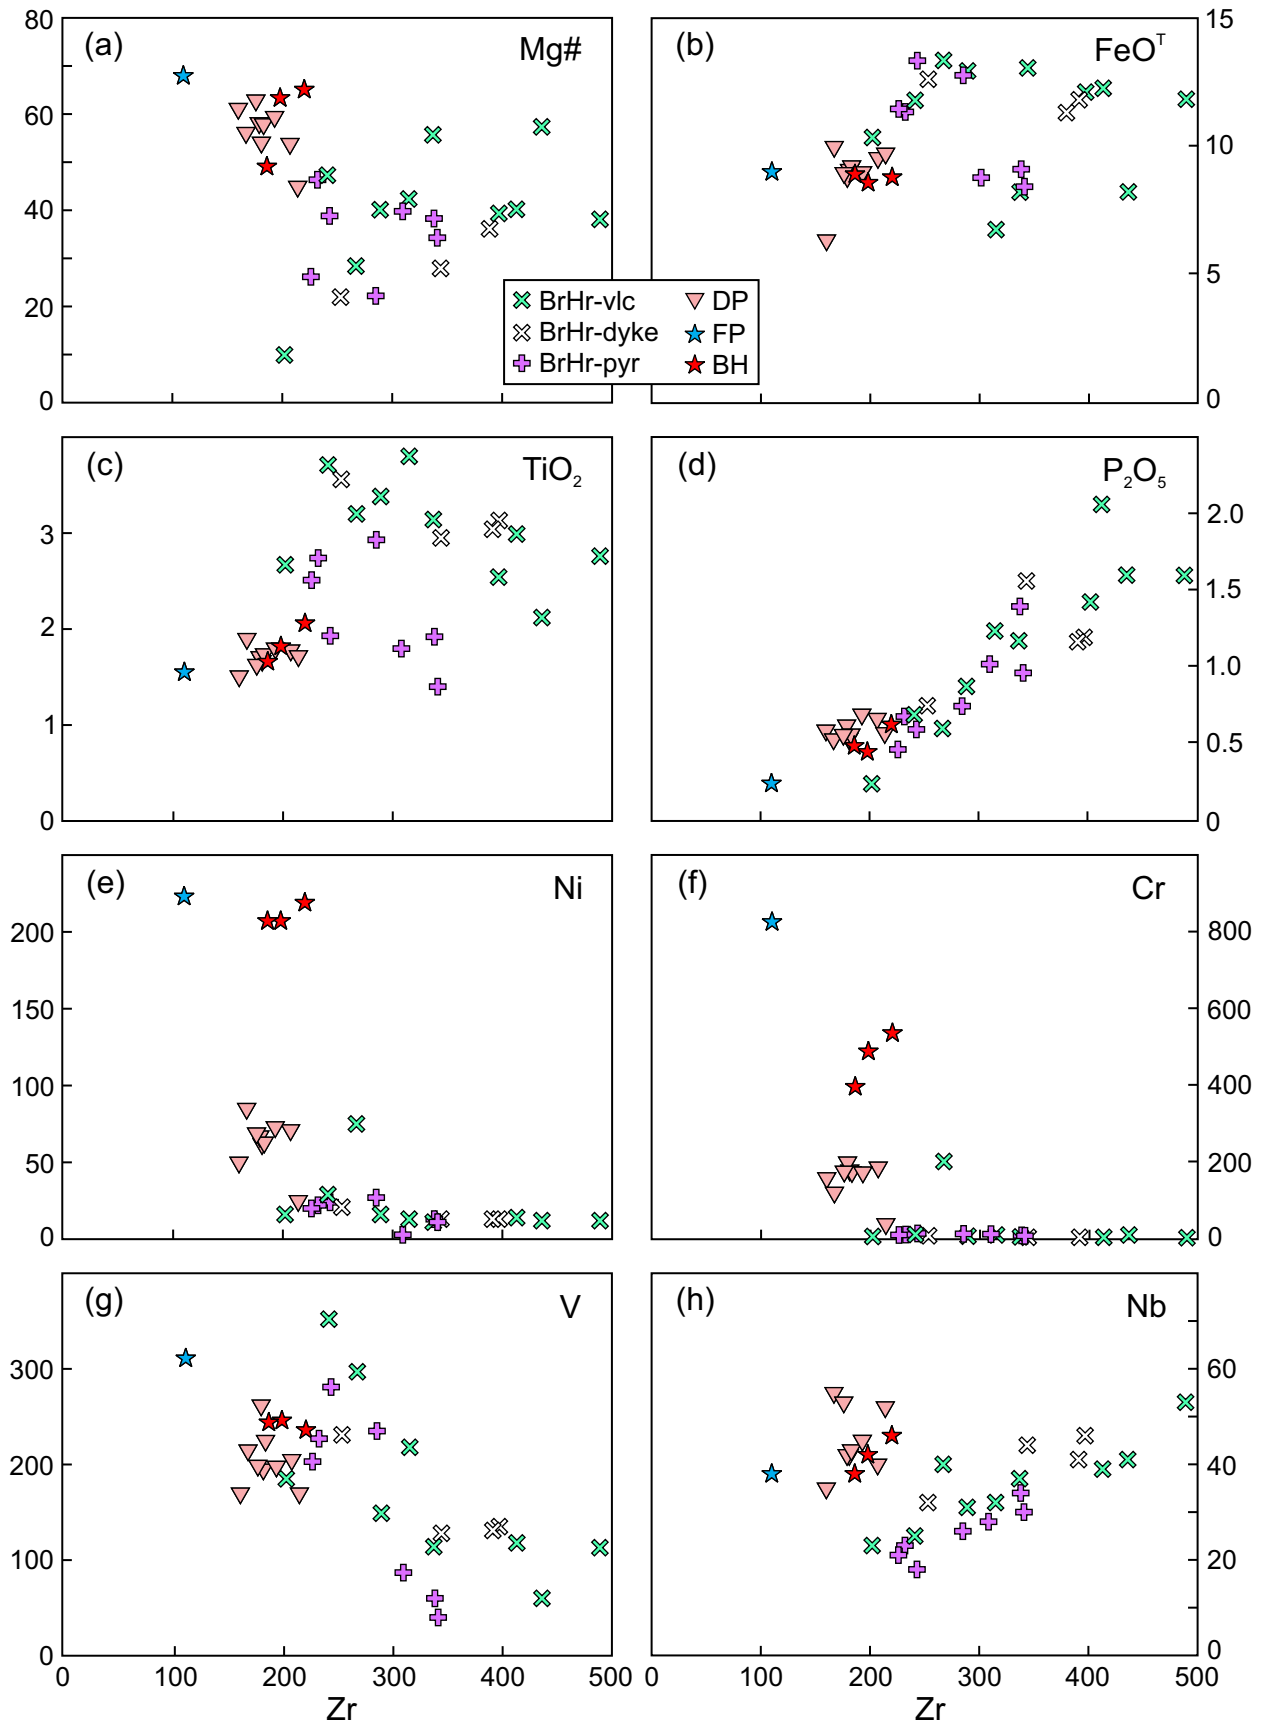 (a) Mg#
80
60
40
20
0
(b) FeOᵀ
15
10
5
0
BrHr-vlc DP
BrHr-dyke FP
BrHr-pyr BH
(c) TiO₂
3
2
1
0
(d) P₂O₅
2.0
1.5
1.0
0.5
0
(e) Ni
200
150
100
50
0
(f) Cr
800
600
400
200
0
(g) V
300
200
100
0
(h) Nb
60
40
20
0
0 100 200 300 400 500
0 100 200 300 400 500
Zr Zr